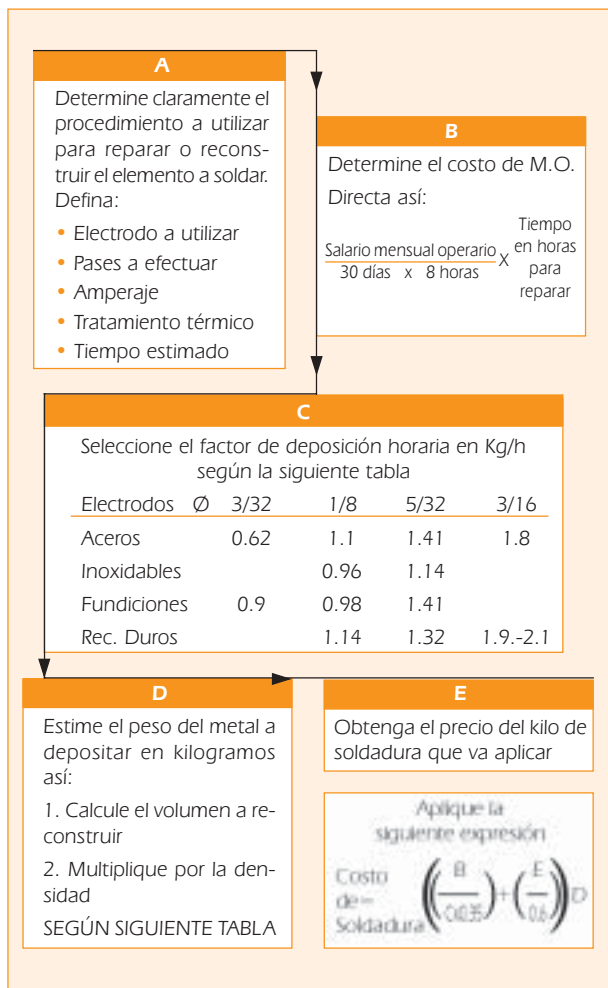 A
Determine claramente el
procedimiento a utilizar
para reparar o recons-
truir el elemento a soldar.
Defina:
• Electrodo a utilizar
• Pases a efectuar
• Amperaje
• Tratamiento térmico
• Tiempo estimado
B
Determine el costo de M.O.
Directa así:
Salario mensual operario
30 días x 8 horas
X
Tiempo
en horas
para
reparar
C
Seleccione el factor de deposición horaria en Kg/h
según la siguiente tabla
Electrodos Ø 3/32 1/8 5/32 3/16
Aceros 0.62 1.1 1.41 1.8
Inoxidables 0.96 1.14
Fundiciones 0.9 0.98 1.41
Rec. Duros 1.14 1.32 1.9.-2.1
D
Estime el peso del metal a
depositar en kilogramos
así:
1. Calcule el volumen a re-
construir
2. Multiplique por la den-
sidad
SEGÚN SIGUIENTE TABLA
E
Obtenga el precio del kilo de
soldadura que va aplicar
Aplique la
siguiente expresión
Costo
de =
Soldadura
((B
/
) + (E
/
0.6)) D